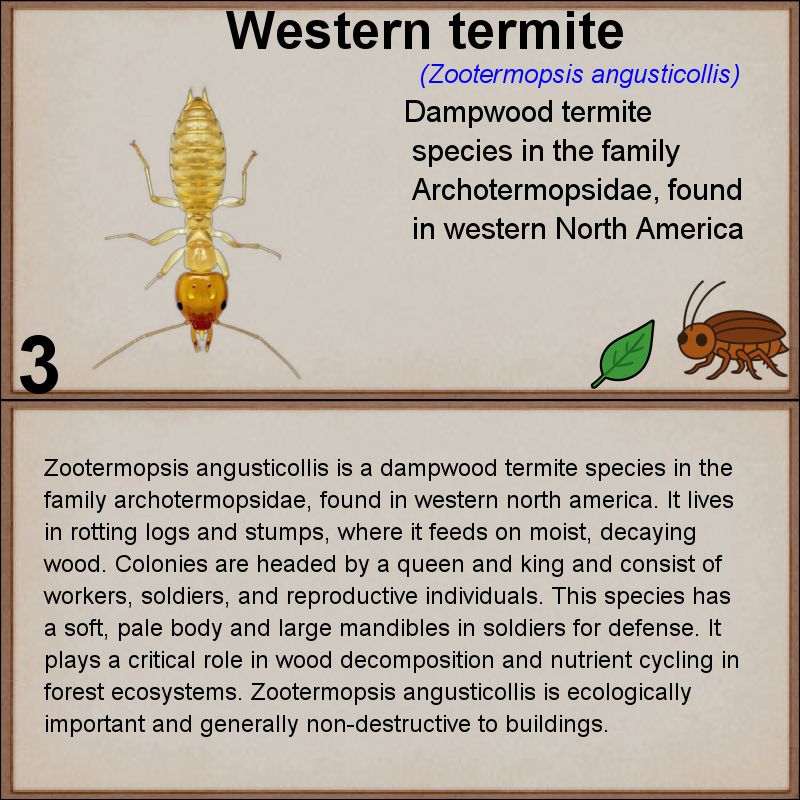 Western termite
(Zootermopsis angusticollis)
Dampwood termite
species in the family
Archotermopsidae, found
in western North America
3
Zootermopsis angusticollis is a dampwood termite species in the
family archotermopsidae, found in western north america. It lives
in rotting logs and stumps, where it feeds on moist, decaying
wood. Colonies are headed by a queen and king and consist of
workers, soldiers, and reproductive individuals. This species has
a soft, pale body and large mandibles in soldiers for defense. It
plays a critical role in wood decomposition and nutrient cycling in
forest ecosystems. Zootermopsis angusticollis is ecologically
important and generally non-destructive to buildings.